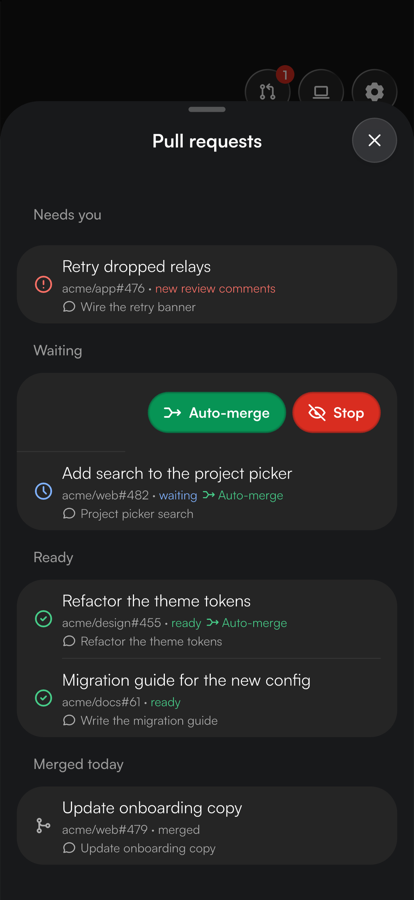 1
Pull requests
Needs you
Retry dropped relays
acme/app#476 · new review comments
Wire the retry banner
Waiting
Auto-merge
Stop
Add search to the project picker
acme/web#482 · waiting Auto-merge
Project picker search
Ready
Refactor the theme tokens
acme/design#455 · ready Auto-merge
Refactor the theme tokens
Migration guide for the new config
acme/docs#61 · ready
Write the migration guide
Merged today
Update onboarding copy
acme/web#479 · merged
Update onboarding copy